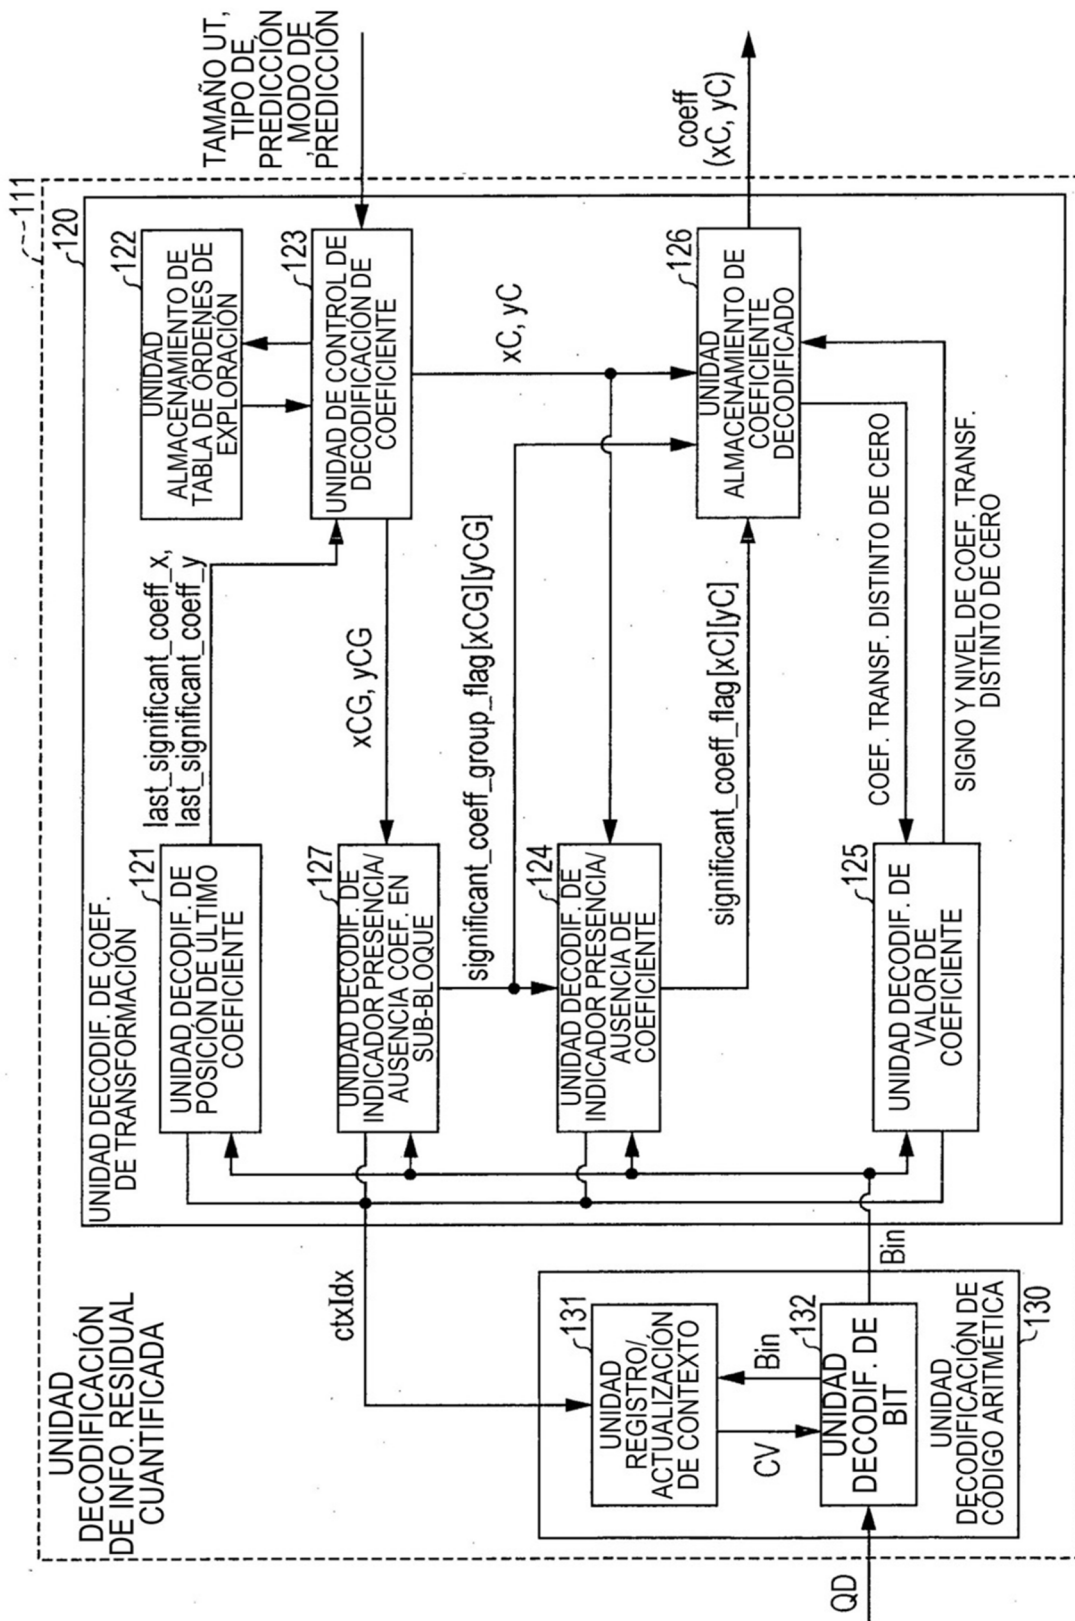 111
UNIDAD
DECODIFICACIÓN
DE INFO. RESIDUAL
CUANTIFICADA
120
UNIDAD DECODIF. DE COEF.
DE TRANSFORMACIÓN
121
UNIDAD DECODIF. DE
POSICIÓN DE ÚLTIMO
COEFICIENTE
last_significant_coeff_x,
last_significant_coeff_y
122
UNIDAD
ALMACENAMIENTO DE
TABLA DE ÓRDENES DE
EXPLORACIÓN
TAMAÑO UT,
TIPO DE,
PREDICCIÓN
,MODO DE
PREDICCIÓN
123
UNIDAD DE CONTROL DE
DECODIFICACIÓN DE
COEFICIENTE
xCG, yCG
127
UNIDAD DECODIF. DE
INDICADOR PRESENCIA/
AUSENCIA COEF. EN
SUB-BLOQUE
ctxIdx
significant_coeff_group_flag[xCG][yCG]
xC, yC
124
UNIDAD DECODIF. DE
INDICADOR PRESENCIA/
AUSENCIA DE
COEFICIENTE
significant_coeff_flag[xC][yC]
126
UNIDAD
ALMACENAMIENTO DE
COEFICIENTE
DECODIFICADO
coeff
(xC, yC)
131
UNIDAD
REGISTRO/
ACTUALIZACIÓN
DE CONTEXTO
CV
Bin
132
UNIDAD
DECODIF. DE
BIT
Bin
QD
UNIDAD
DECODIFICACIÓN DE
CÓDIGO ARITMÉTICA
130
125
UNIDAD DECODIF. DE
VALOR DE
COEFICIENTE
COEF. TRANSF. DISTINTO DE CERO
SIGNO Y NIVEL DE COEF. TRANSF.
DISTINTO DE CERO